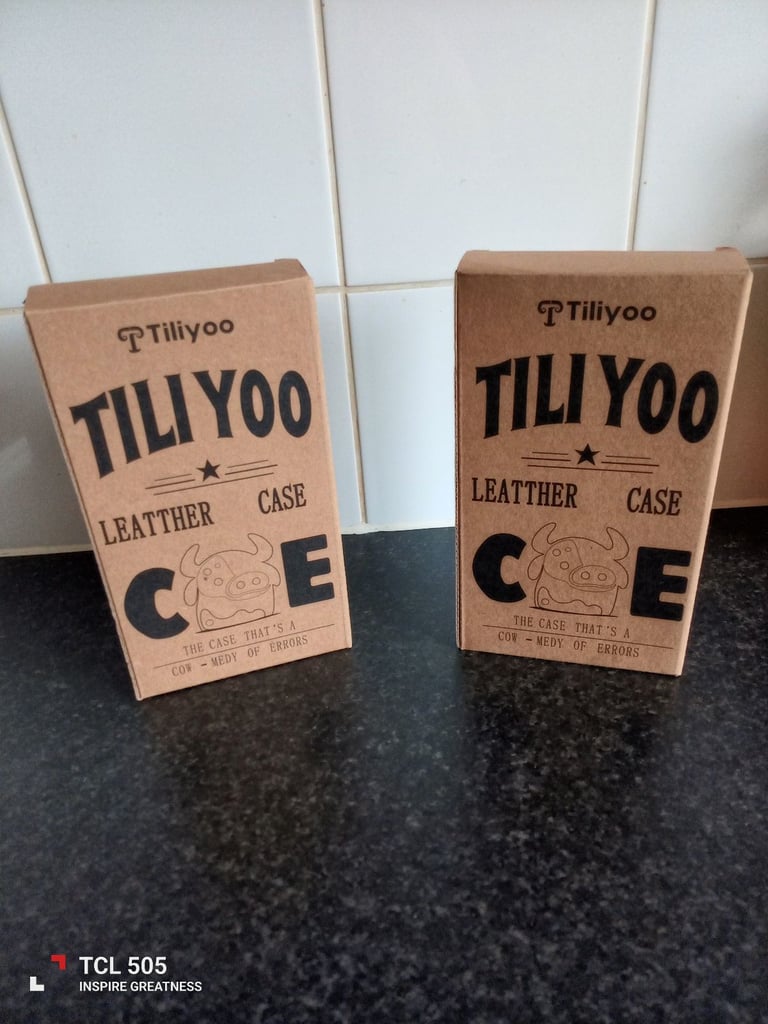 Tiliyoo
TILIYOO
LEATTHER CASE
C E
THE CASE THAT'S A
COW - MEDY OF ERRORS
Tiliyoo
TILIYOO
LEATTHER CASE
C E
THE CASE THAT'S A
COW - MEDY OF ERRORS
TCL 505
INSPIRE GREATNESS